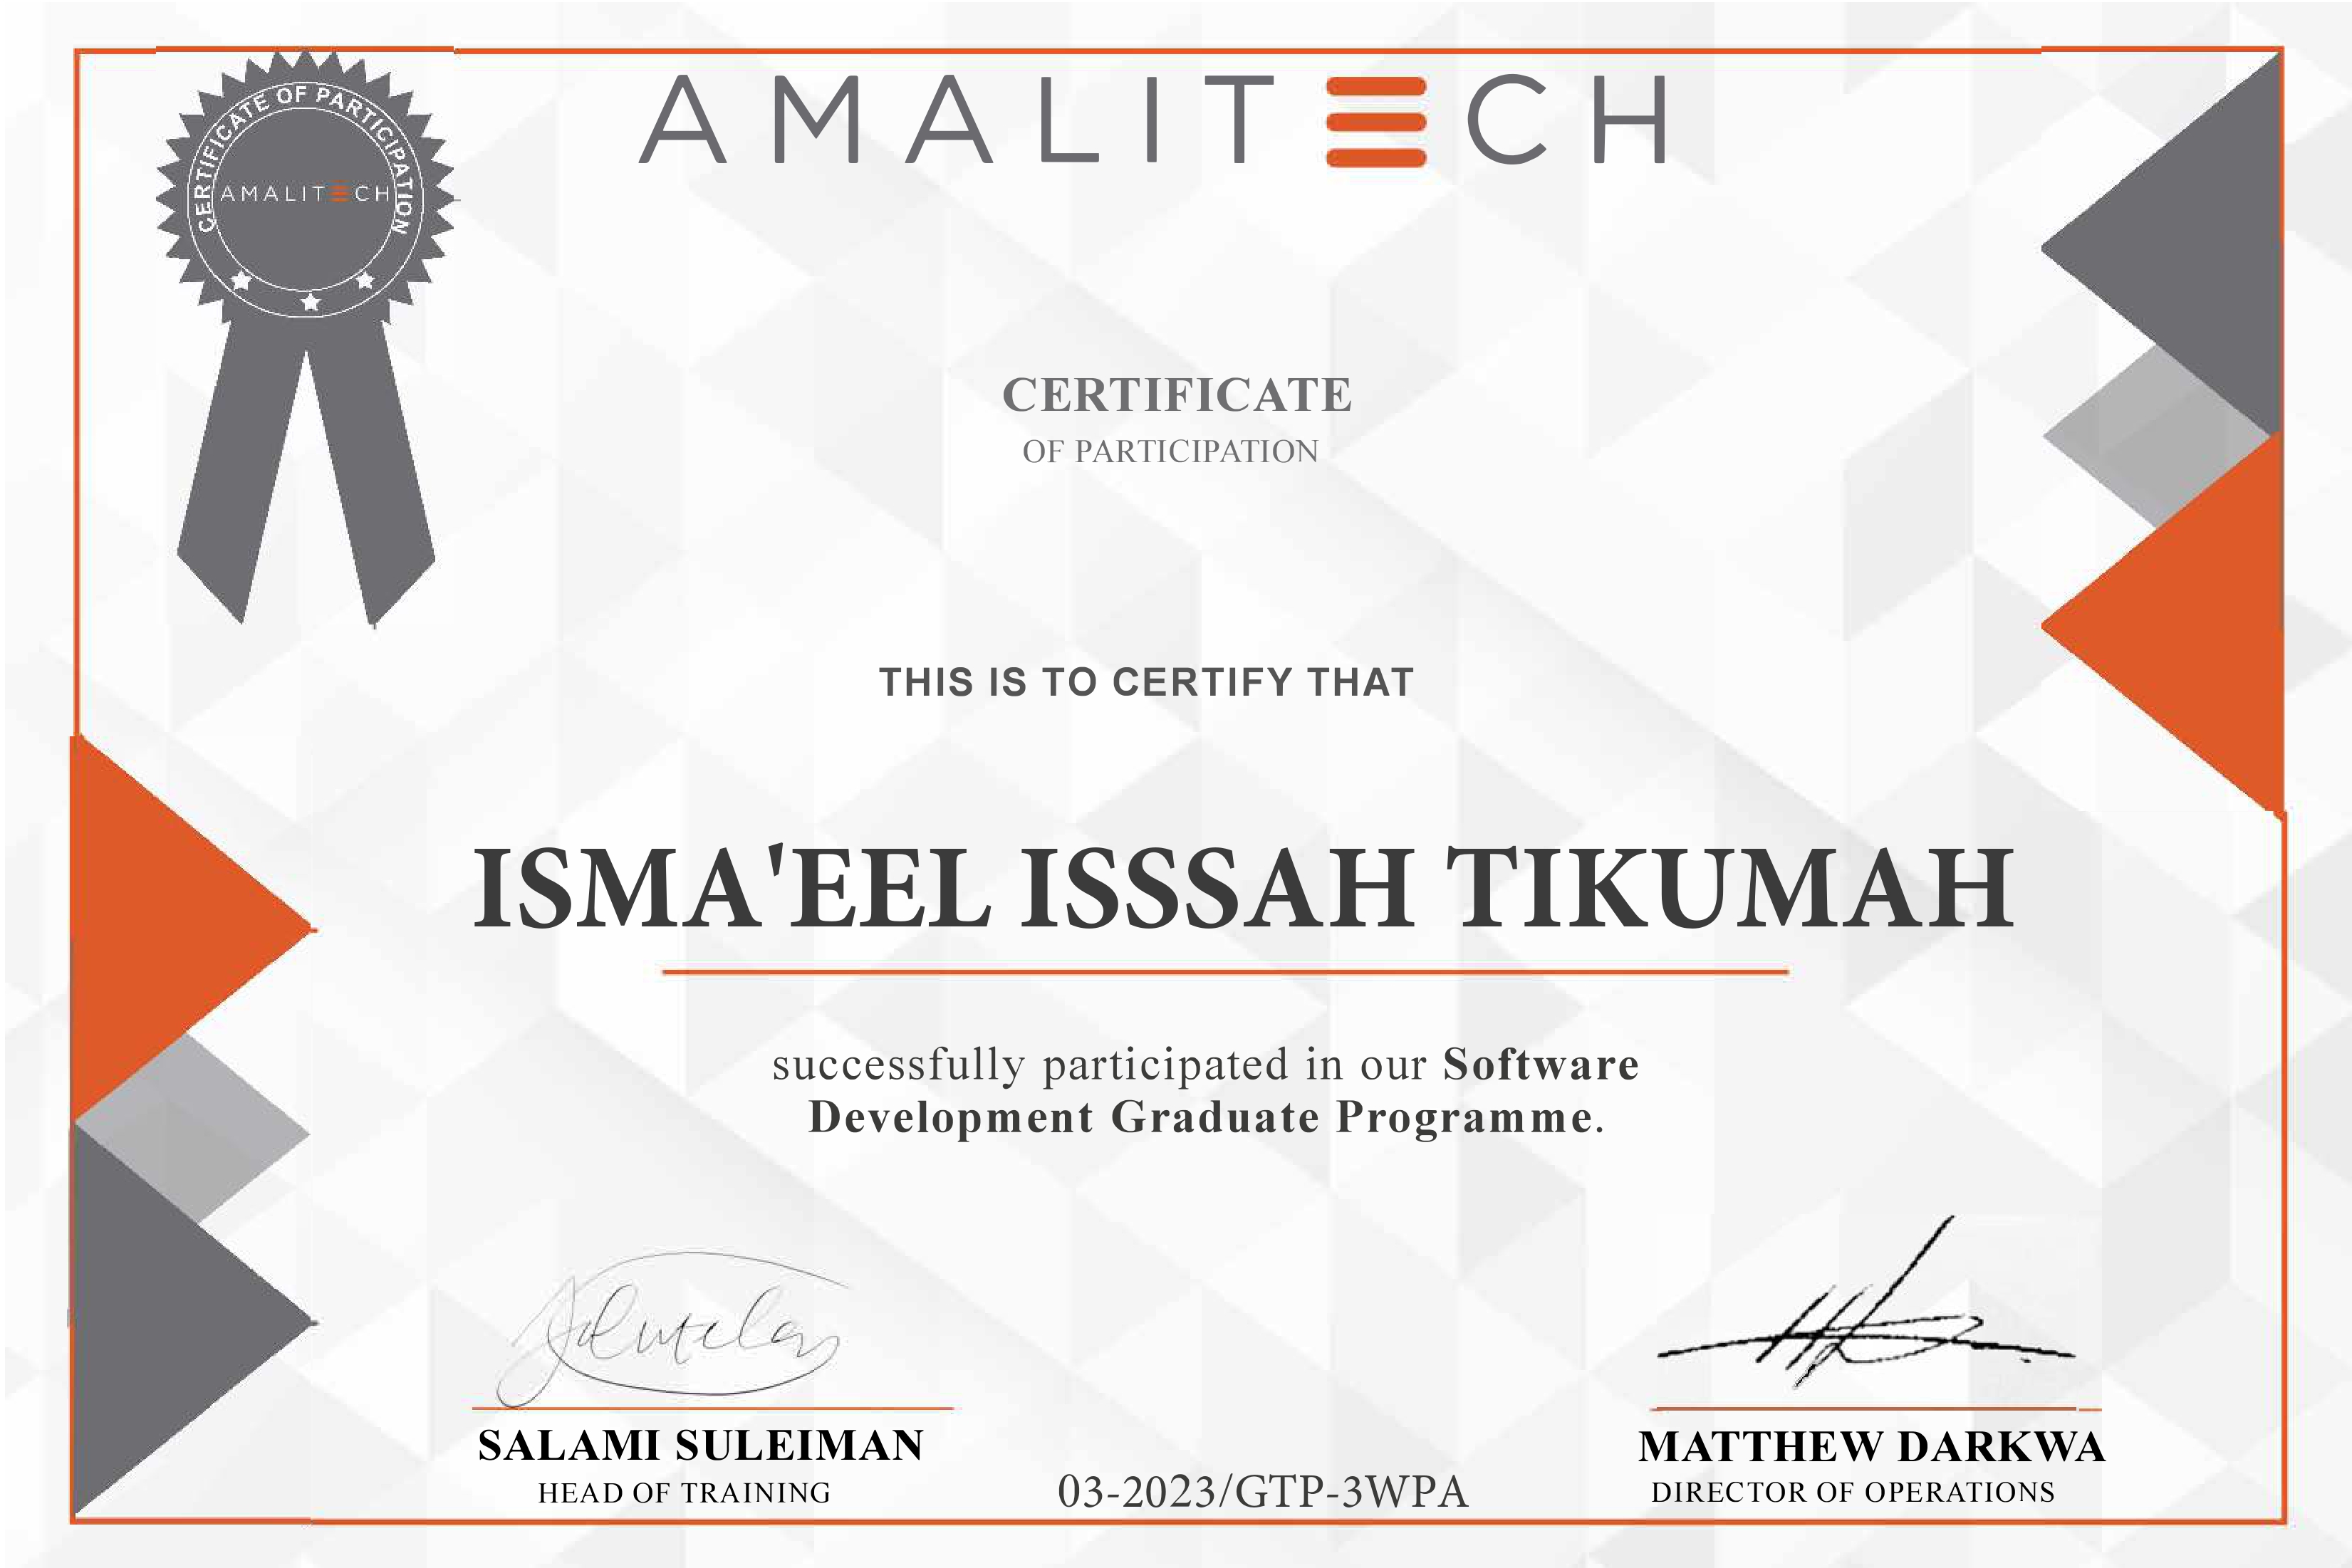 CERTIFICATE OF PARTICIPATION
AMALITECH
AMALITECH
CERTIFICATE
OF PARTICIPATION
THIS IS TO CERTIFY THAT
ISMA'EEL ISSSAH TIKUMAH
successfully participated in our Software
Development Graduate Programme.
SALAMI SULEIMAN
HEAD OF TRAINING
03-2023/GTP-3WPA
MATTHEW DARKWA
DIRECTOR OF OPERATIONS